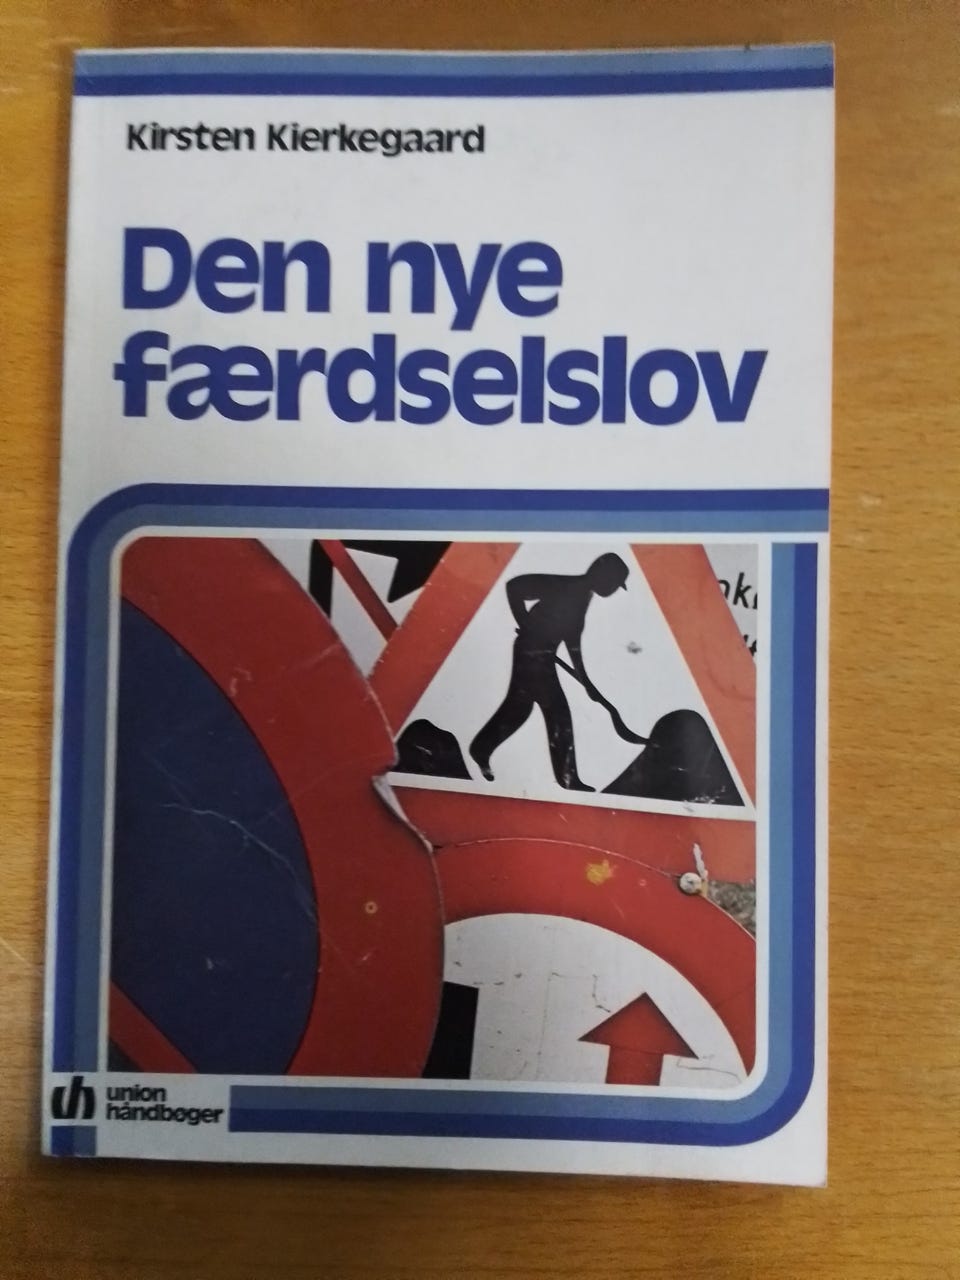 Kirsten Kierkegaard
Den nye
færdselslov
union
håndbøger